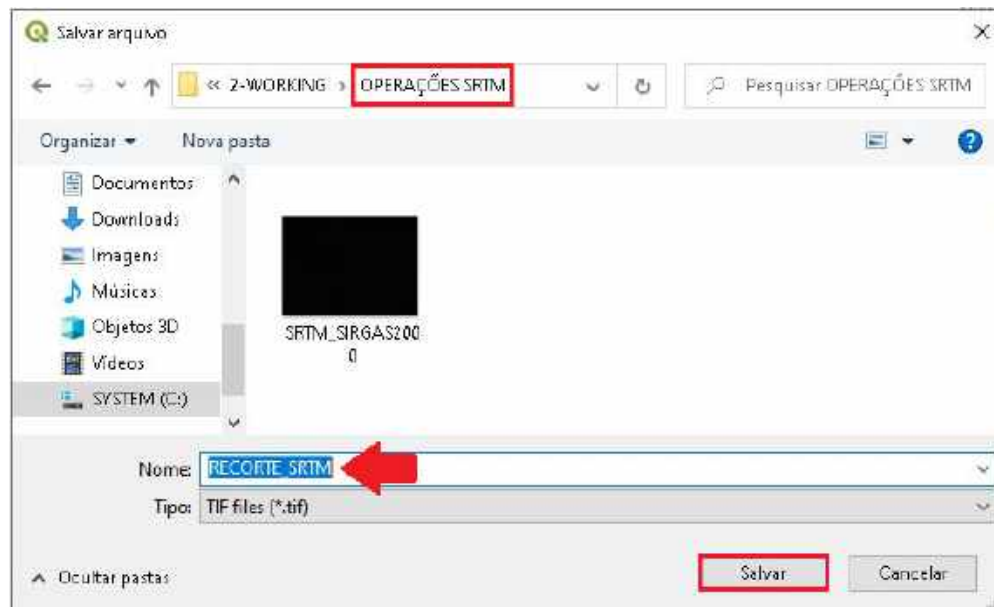 Salvar arquivo
« 2-WORKING › OPERAÇÕES SRTM
Pesquisar OPERAÇÕES SRTM
Organizar
Nova pasta
Documentos
Downloads
Imagens
Músicas
Objetos 3D
Vídeos
SYSTEM (C:)
SRTM_SIRGAS200
0
Nome: RECORTE_SRTM
Tipo: TIF files (*.tif)
Ocultar pastas
Salvar
Cancelar